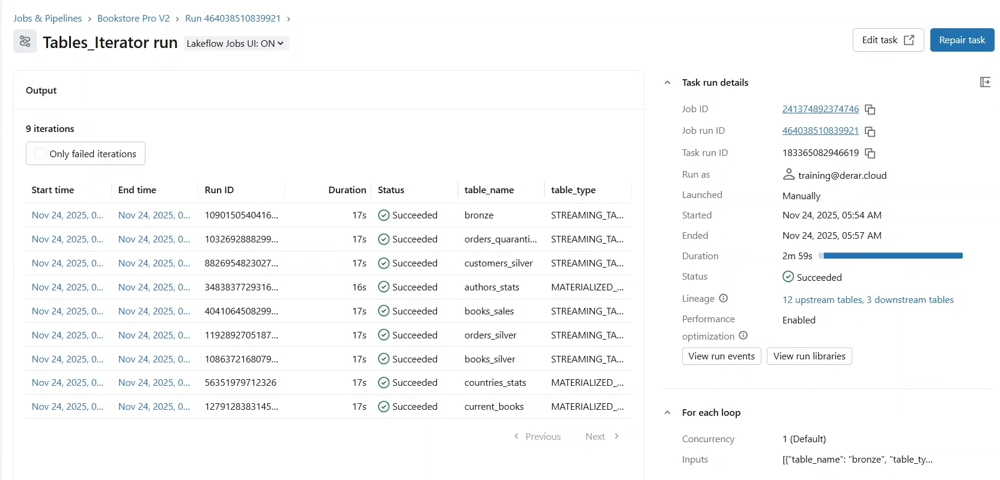 Jobs & Pipelines › Bookstore Pro V2 › Run 464038510839921 ›
Tables_Iterator run Lakeflow Jobs UI: ON
Edit task Repair task
Output
9 iterations
Only failed iterations
Start time End time Run ID Duration Status table_name table_type
Nov 24, 2025, 0... Nov 24, 2025, 0... 1090150540416... 17s Succeeded bronze STREAMING_TA...
Nov 24, 2025, 0... Nov 24, 2025, 0... 1032692888299... 17s Succeeded orders_quaranti... STREAMING_TA...
Nov 24, 2025, 0... Nov 24, 2025, 0... 8826954823027... 17s Succeeded customers_silver STREAMING_TA...
Nov 24, 2025, 0... Nov 24, 2025, 0... 3483837729316... 16s Succeeded authors_stats MATERIALIZED_...
Nov 24, 2025, 0... Nov 24, 2025, 0... 4041064508299... 17s Succeeded books_sales STREAMING_TA...
Nov 24, 2025, 0... Nov 24, 2025, 0... 1192892705187... 17s Succeeded orders_silver STREAMING_TA...
Nov 24, 2025, 0... Nov 24, 2025, 0... 1086372168079... 17s Succeeded books_silver STREAMING_TA...
Nov 24, 2025, 0... Nov 24, 2025, 0... 56351979712326 17s Succeeded countries_stats MATERIALIZED_...
Nov 24, 2025, 0... Nov 24, 2025, 0... 1279128383145... 17s Succeeded current_books MATERIALIZED_...
‹ Previous Next ›
Task run details
Job ID 241374892374746
Job run ID 464038510839921
Task run ID 183365082946619
Run as training@derar.cloud
Launched Manually
Started Nov 24, 2025, 05:54 AM
Ended Nov 24, 2025, 05:57 AM
Duration 2m 59s
Status Succeeded
Lineage 12 upstream tables, 3 downstream tables
Performance Enabled
optimization
View run events View run libraries
For each loop
Concurrency 1 (Default)
Inputs [{"table_name": "bronze", "table_ty...